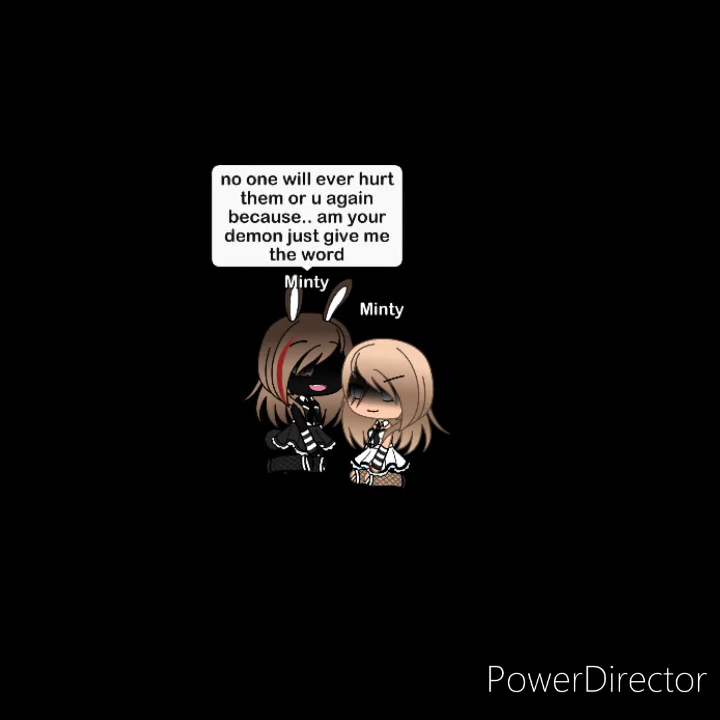 no one will ever hurt
them or u again
because.. am your
demon just give me
the word
Minty
Minty
PowerDirector